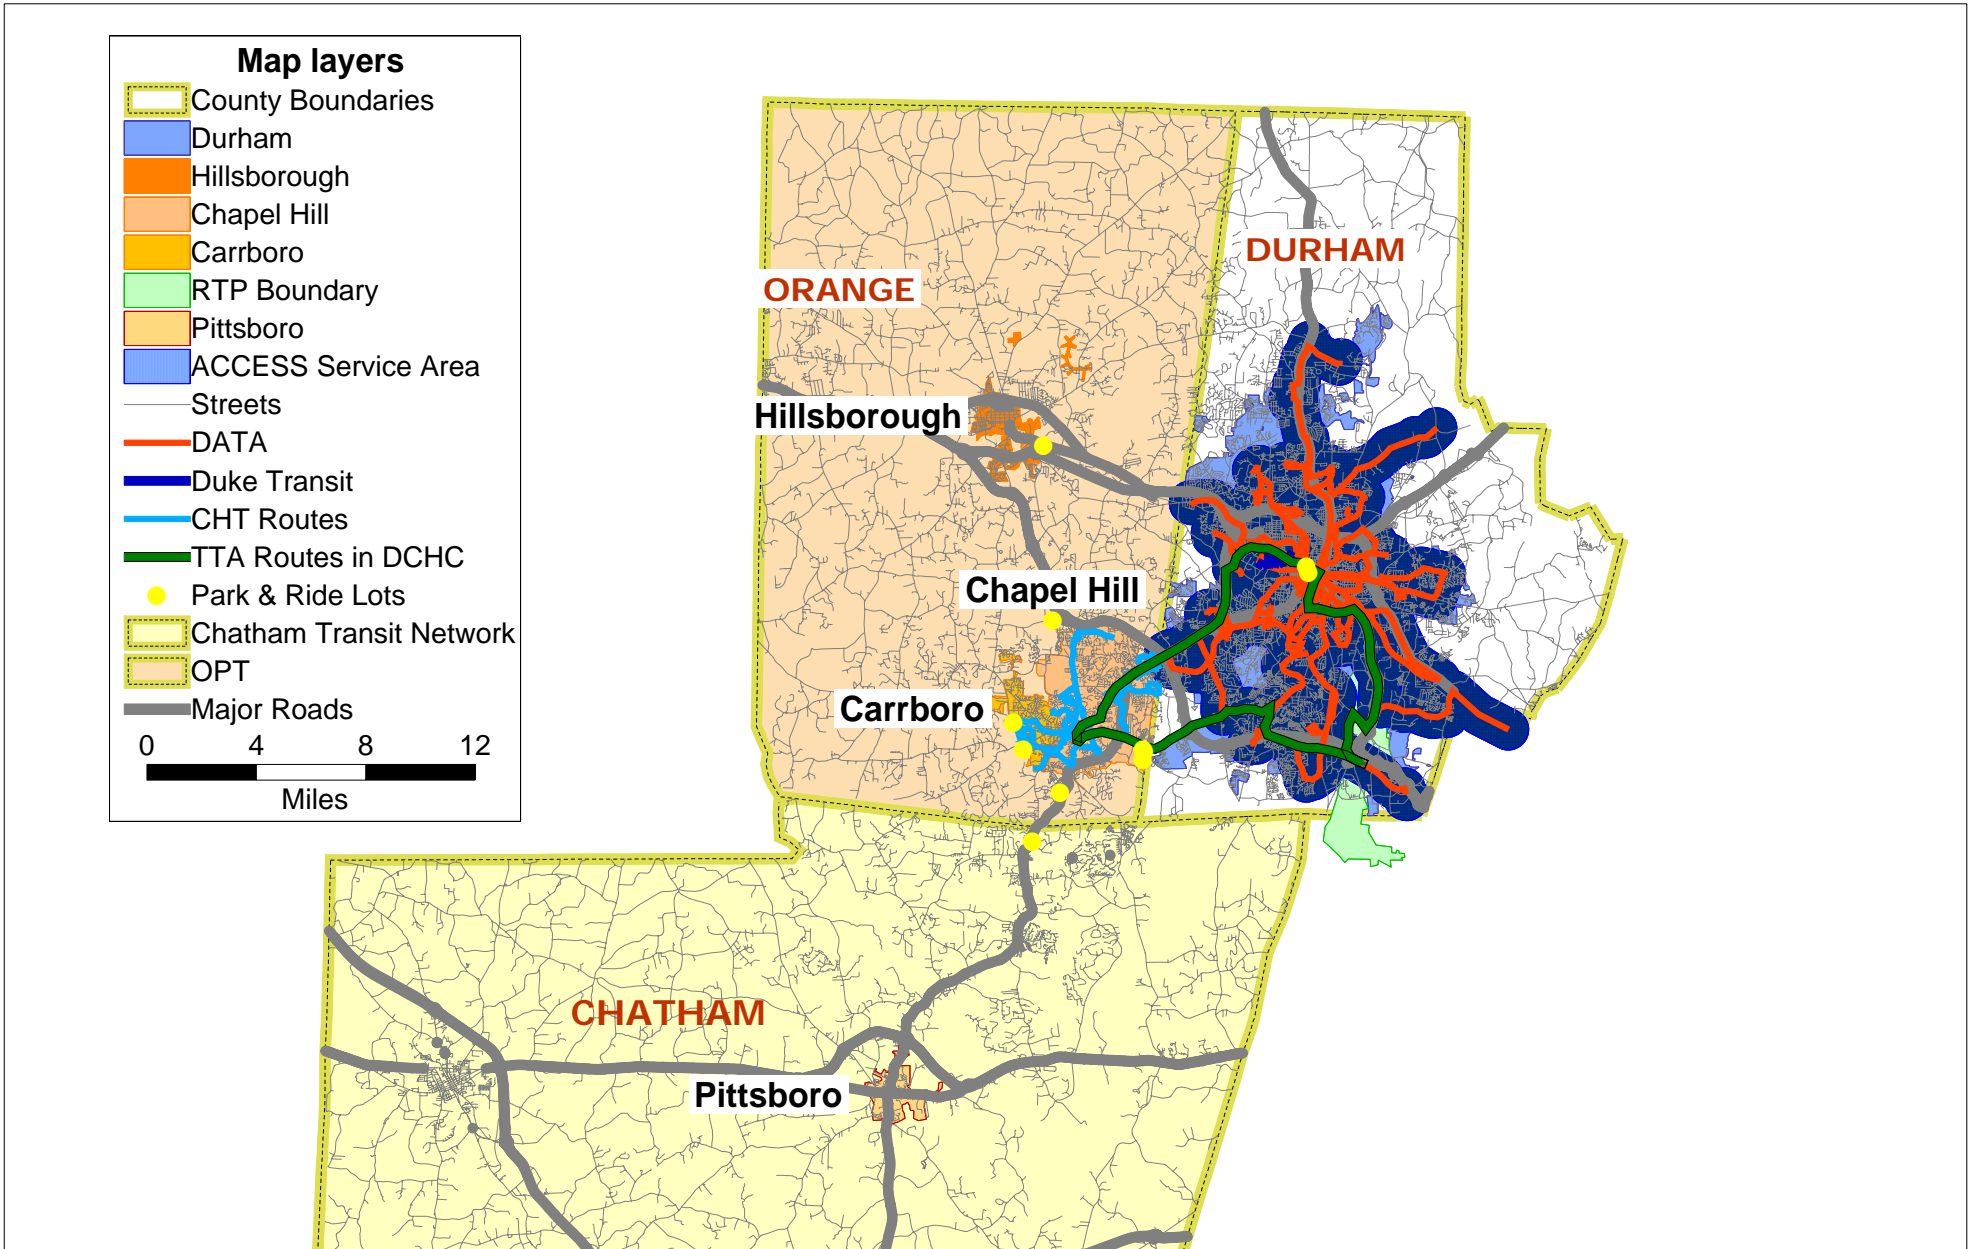 Map layers
County Boundaries
Durham
Hillsborough
Chapel Hill
Carrboro
RTP Boundary
Pittsboro
ACCESS Service Area
Streets
DATA
Duke Transit
CHT Routes
TTA Routes in DCHC
Park & Ride Lots
Chatham Transit Network
OPT
Major Roads
0 4 8 12
Miles
DURHAM
ORANGE
Hillsborough
Chapel Hill
Carrboro
CHATHAM
Pittsboro